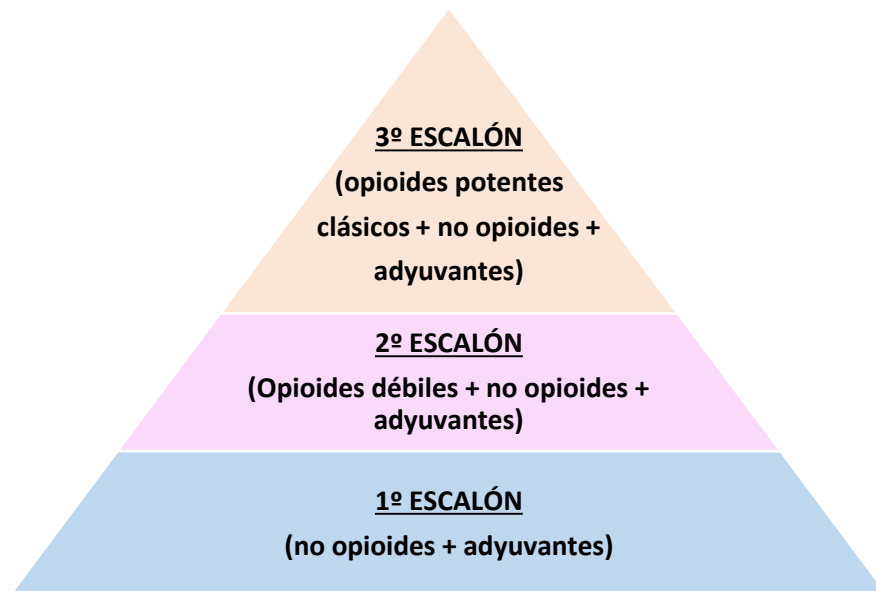 3º ESCALÓN
(opioides potentes
clásicos + no opioides +
adyuvantes)
2º ESCALÓN
(Opioides débiles + no opioides +
adyuvantes)
1º ESCALÓN
(no opioides + adyuvantes)